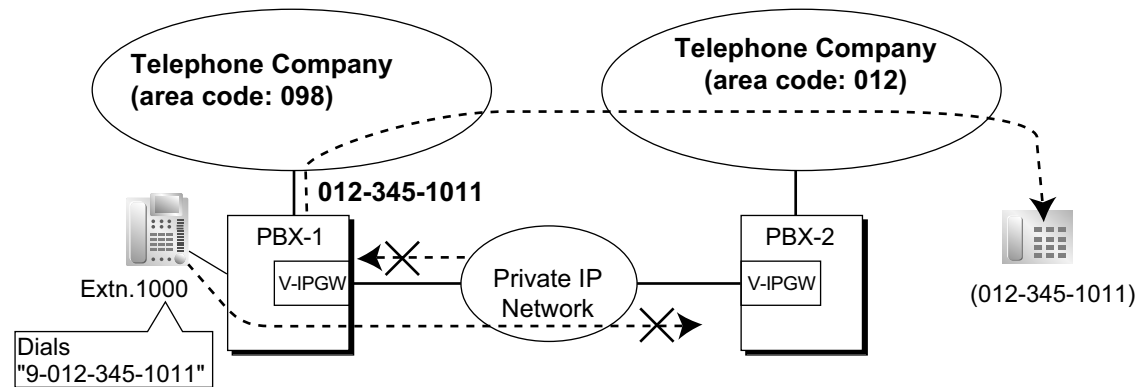 Telephone Company
(area code: 098)
Telephone Company
(area code: 012)
012-345-1011
PBX-1
V-IPGW
Extn.1000
Dials
"9-012-345-1011"
Private IP
Network
PBX-2
V-IPGW
(012-345-1011)